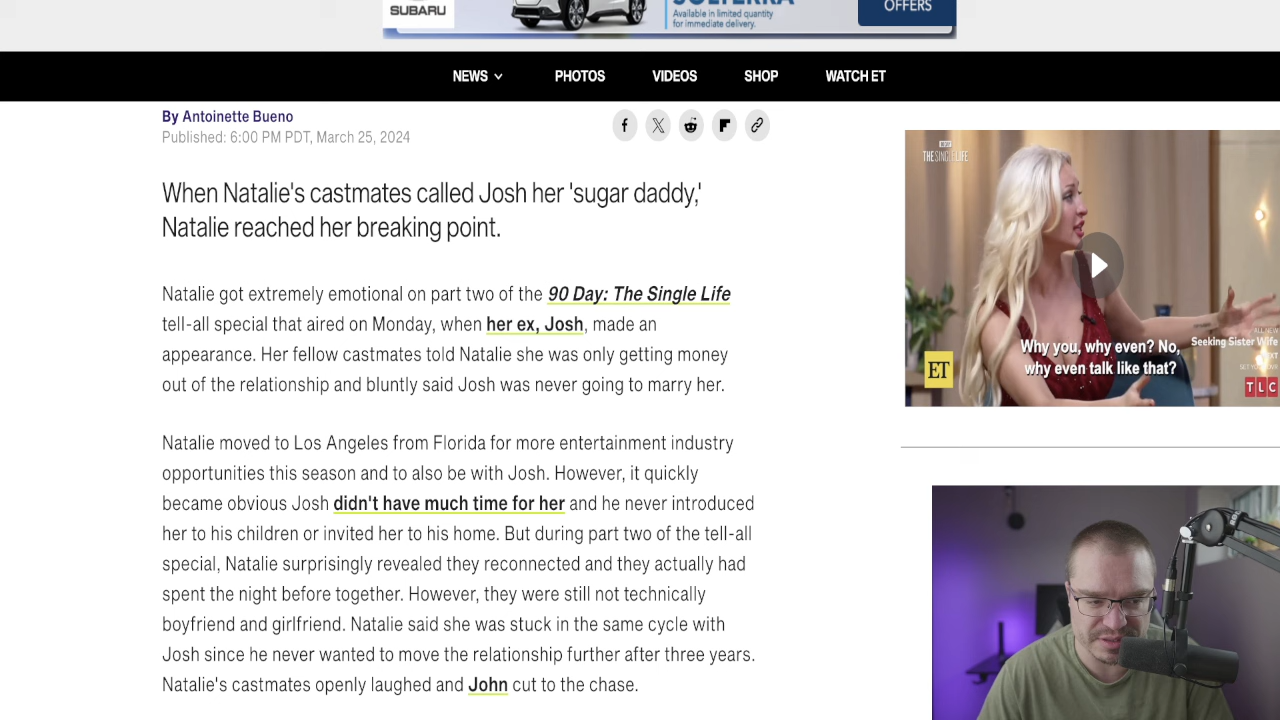 SUBARU
Available in limited quantity
for immediate delivery.
OFFERS
NEWS
PHOTOS
VIDEOS
SHOP
WATCH ET
By Antoinette Bueno
Published: 6:00 PM PDT, March 25, 2024
When Natalie's castmates called Josh her 'sugar daddy,'
Natalie reached her breaking point.
Natalie got extremely emotional on part two of the 90 Day: The Single Life
tell-all special that aired on Monday, when her ex, Josh, made an
appearance. Her fellow castmates told Natalie she was only getting money
out of the relationship and bluntly said Josh was never going to marry her.
Natalie moved to Los Angeles from Florida for more entertainment industry
opportunities this season and to also be with Josh. However, it quickly
became obvious Josh didn't have much time for her and he never introduced
her to his children or invited her to his home. But during part two of the tell-all
special, Natalie surprisingly revealed they reconnected and they actually had
spent the night before together. However, they were still not technically
boyfriend and girlfriend. Natalie said she was stuck in the same cycle with
Josh since he never wanted to move the relationship further after three years.
Natalie's castmates openly laughed and John cut to the chase.
THE SINGLE LIFE
Why you, why even? No,
why even talk like that?
ET
ALL NEW
Seeking Sister Wife
TLC